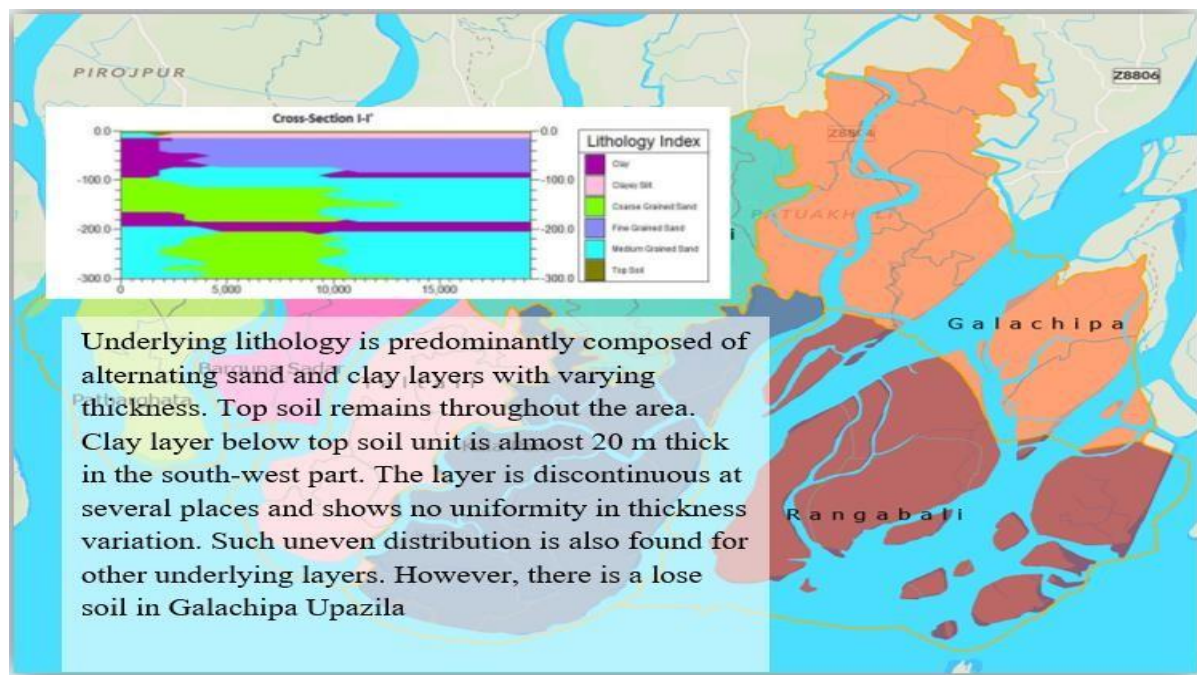 PIROJPUR
Z8806
Cross-Section I-I'
0.0
0.0
Lithology Index
Clay
Clayey Silt
Coarse Grained Sand
Fine Grained Sand
Medium Grained Sand
Top Soil
-100.0
-100.0
-200.0
-200.0
-300.0
-300.0
0
5,000
10,000
15,000
Z8804
PATUAKHALI
Galachipa
Rangabali
Barguna Sadar
Patharghata
Underlying lithology is predominantly composed of
alternating sand and clay layers with varying
thickness. Top soil remains throughout the area.
Clay layer below top soil unit is almost 20 m thick
in the south-west part. The layer is discontinuous at
several places and shows no uniformity in thickness
variation. Such uneven distribution is also found for
other underlying layers. However, there is a lose
soil in Galachipa Upazila